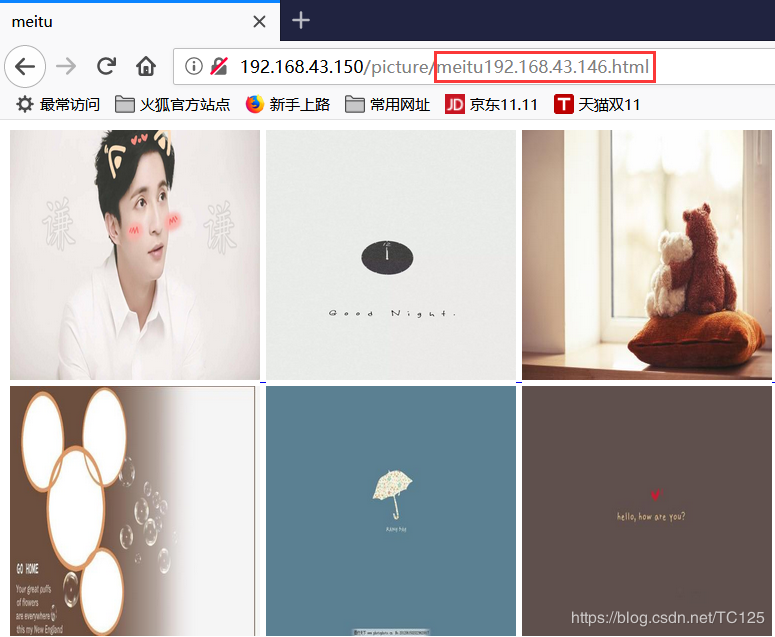 meitu
192.168.43.150/picture/meitu192.168.43.146.html
最常访问 火狐官方站点 新手上路 常用网址 JD 京东11.11 T 天猫双11
谦 谦
Good Night.
GO HOME
Your great puffs
of flowers
are everywhere
this my New England
hello, how are you?
https://blog.csdn.net/TC125